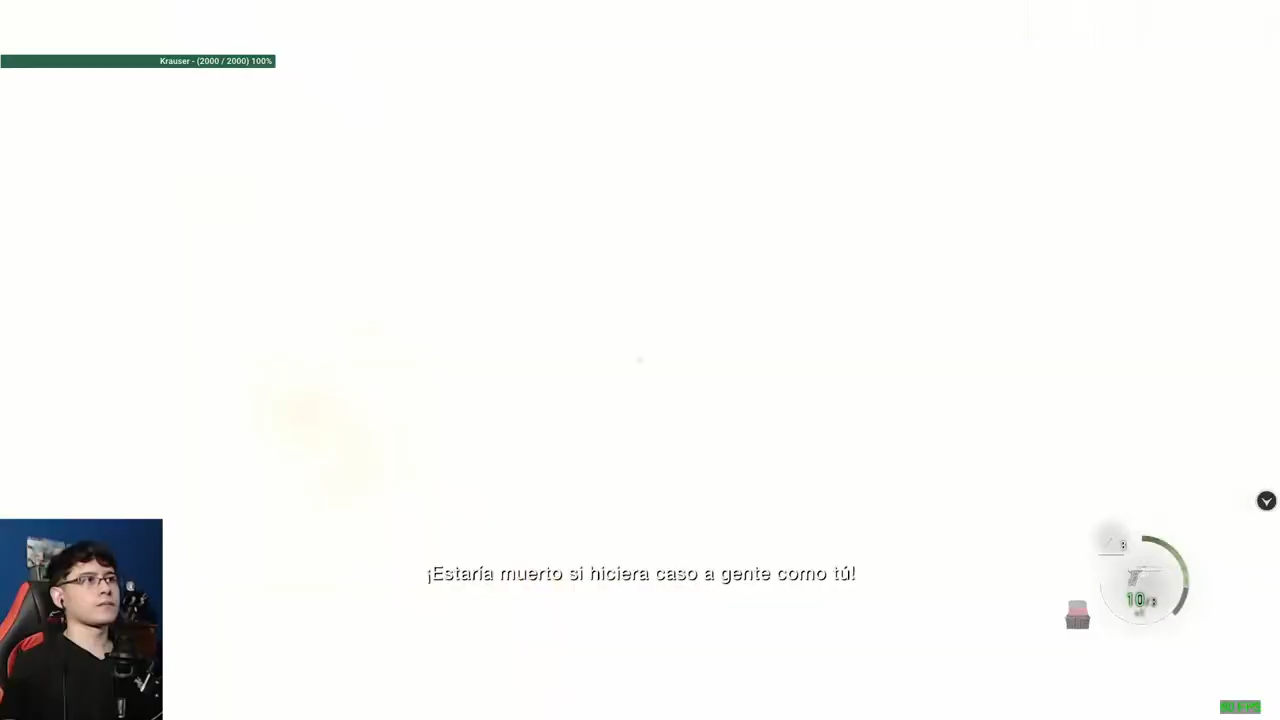 Krauser - (2000 / 2000) 100%
¡Estaría muerto si hiciera caso a gente como tú!
10